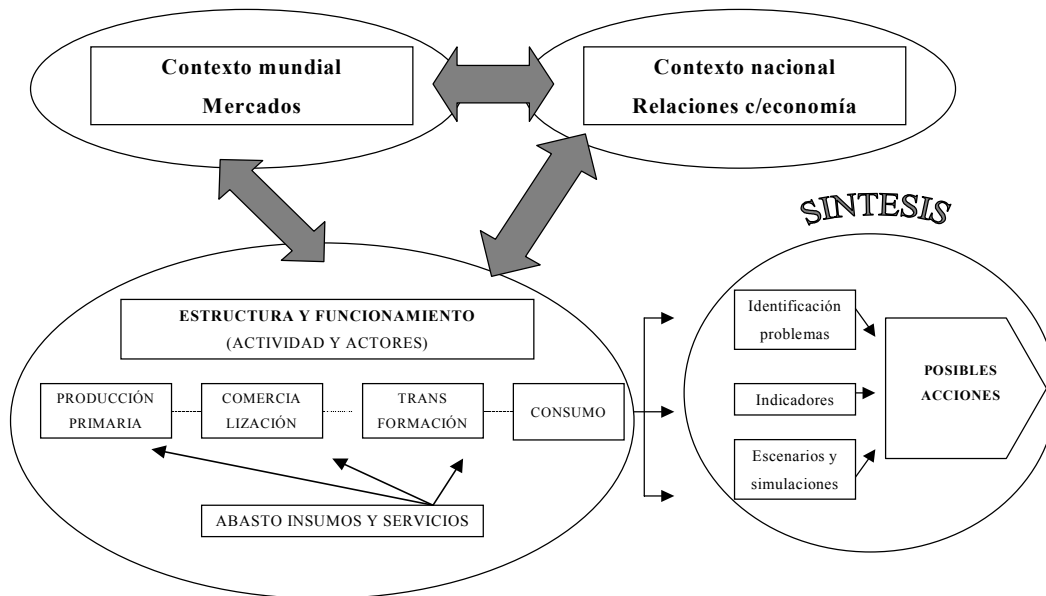 Contexto mundial
Mercados
Contexto nacional
Relaciones c/economía
SINTESIS
ESTRUCTURA Y FUNCIONAMIENTO
(ACTIVIDAD Y ACTORES)
PRODUCCIÓN
PRIMARIA
COMERCIA
LIZACIÓN
TRANS
FORMACIÓN
CONSUMO
ABASTO INSUMOS Y SERVICIOS
Identificación
problemas
Indicadores
Escenarios y
simulaciones
POSIBLES
ACCIONES